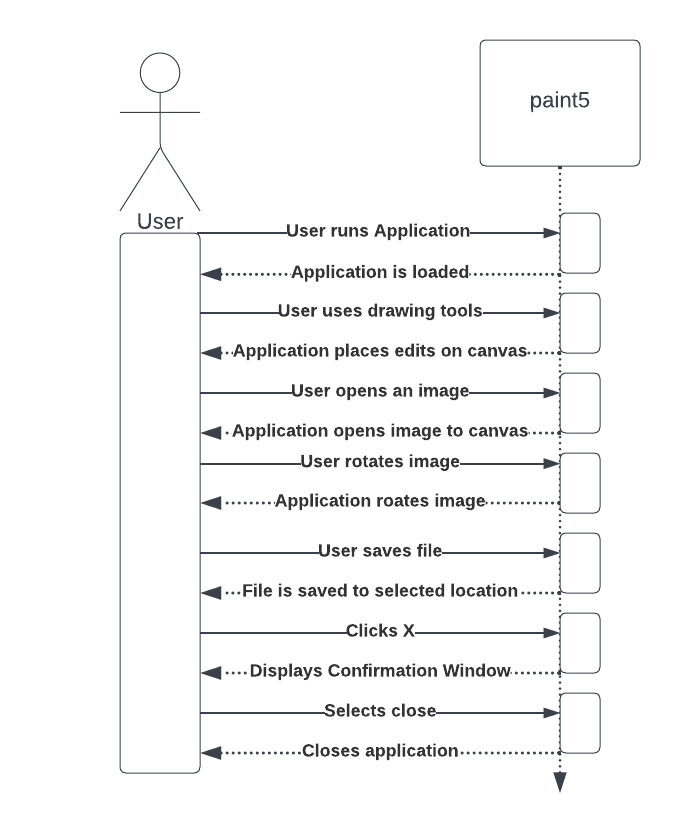 paint5
User
User runs Application
Application is loaded
User uses drawing tools
Application places edits on canvas
User opens an image
Application opens image to canvas
User rotates image
Application roates image
User saves file
File is saved to selected location
Clicks X
Displays Confirmation Window
Selects close
Closes application